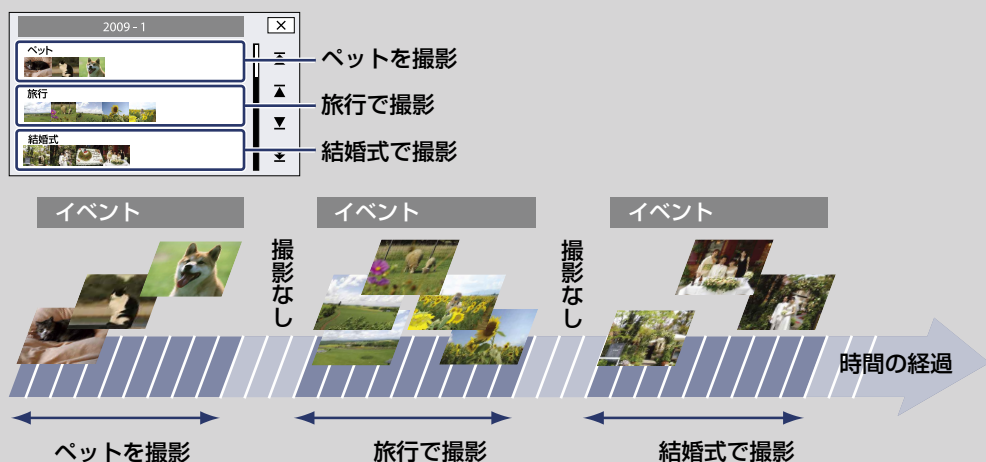 2009 - 1
ペット
旅行
結婚式
ペットを撮影
旅行で撮影
結婚式で撮影
イベント
イベント
イベント
撮影なし
撮影なし
時間の経過
ペットを撮影
旅行で撮影
結婚式で撮影